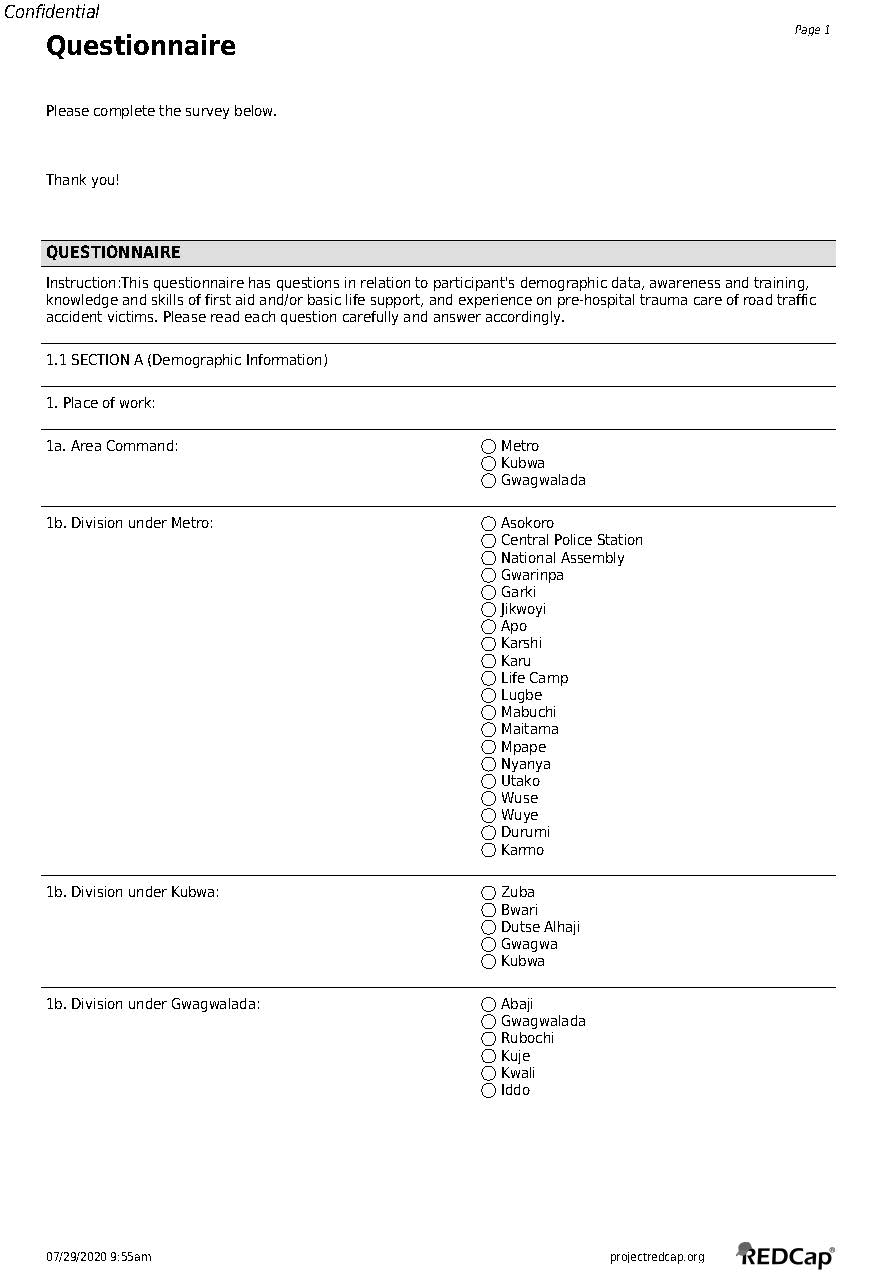 Confidential
Page 1
Questionnaire
Please complete the survey below.
Thank you!
QUESTIONNAIRE
Instruction:This questionnaire has questions in relation to participant's demographic data, awareness and training,
knowledge and skills of first aid and/or basic life support, and experience on pre-hospital trauma care of road traffic
accident victims. Please read each question carefully and answer accordingly.
1.1 SECTION A (Demographic Information)
1. Place of work:
1a. Area Command:
Metro
Kubwa
Gwagwalada
1b. Division under Metro:
Asokoro
Central Police Station
National Assembly
Gwarinpa
Garki
Jikwoyi
Apo
Karshi
Karu
Life Camp
Lugbe
Mabuchi
Maitama
Mpape
Nyanya
Utako
Wuse
Wuye
Durumi
Karmo
1b. Division under Kubwa:
Zuba
Bwari
Dutse Alhaji
Gwagwa
Kubwa
1b. Division under Gwagwalada:
Abaji
Gwagwalada
Rubochi
Kuje
Kwali
Iddo
07/29/2020 9:55am
projectredcap.org
REDCap®